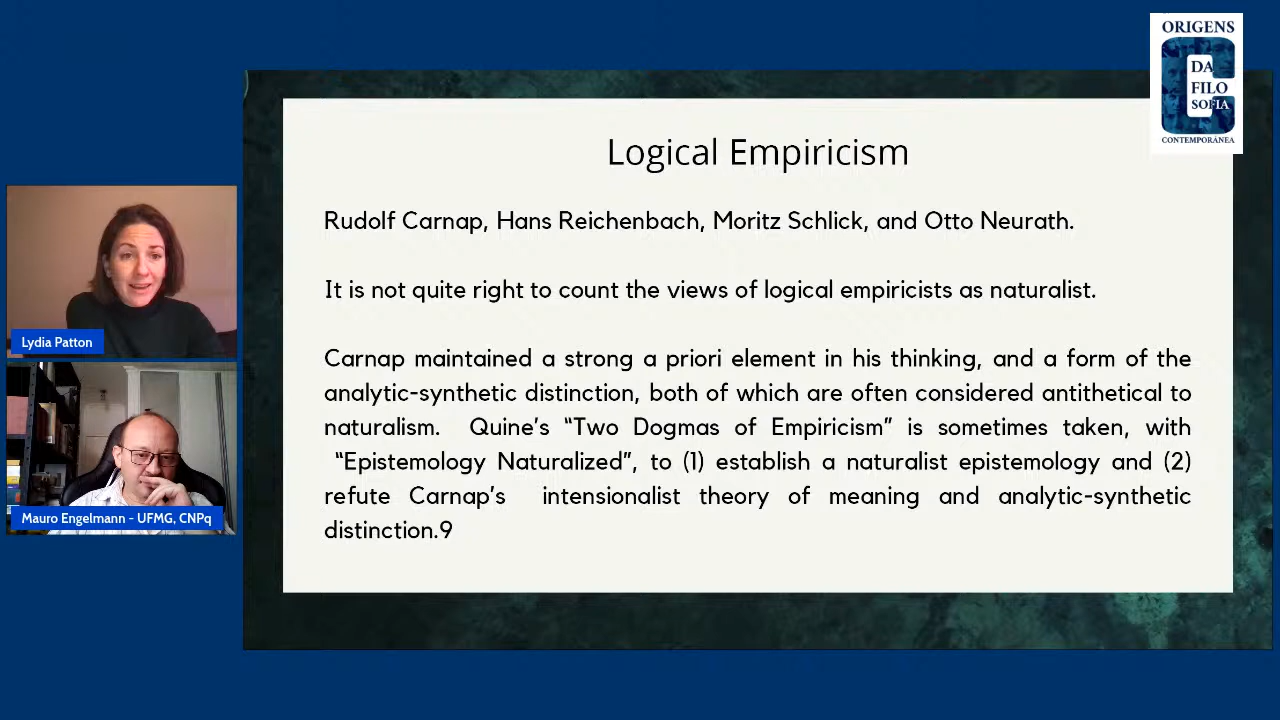 ORIGENS
DA
FILO
SOFIA
CONTEMPORÂNEA
Logical Empiricism
Rudolf Carnap, Hans Reichenbach, Moritz Schlick, and Otto Neurath.
It is not quite right to count the views of logical empiricists as naturalist.
Carnap maintained a strong a priori element in his thinking, and a form of the
analytic-synthetic distinction, both of which are often considered antithetical to
naturalism. Quine's “Two Dogmas of Empiricism” is sometimes taken, with
“Epistemology Naturalized”, to (1) establish a naturalist epistemology and (2)
refute Carnap's intensionalist theory of meaning and analytic-synthetic
distinction.9
Lydia Patton
Mauro Engelmann - UFMG, CNPq